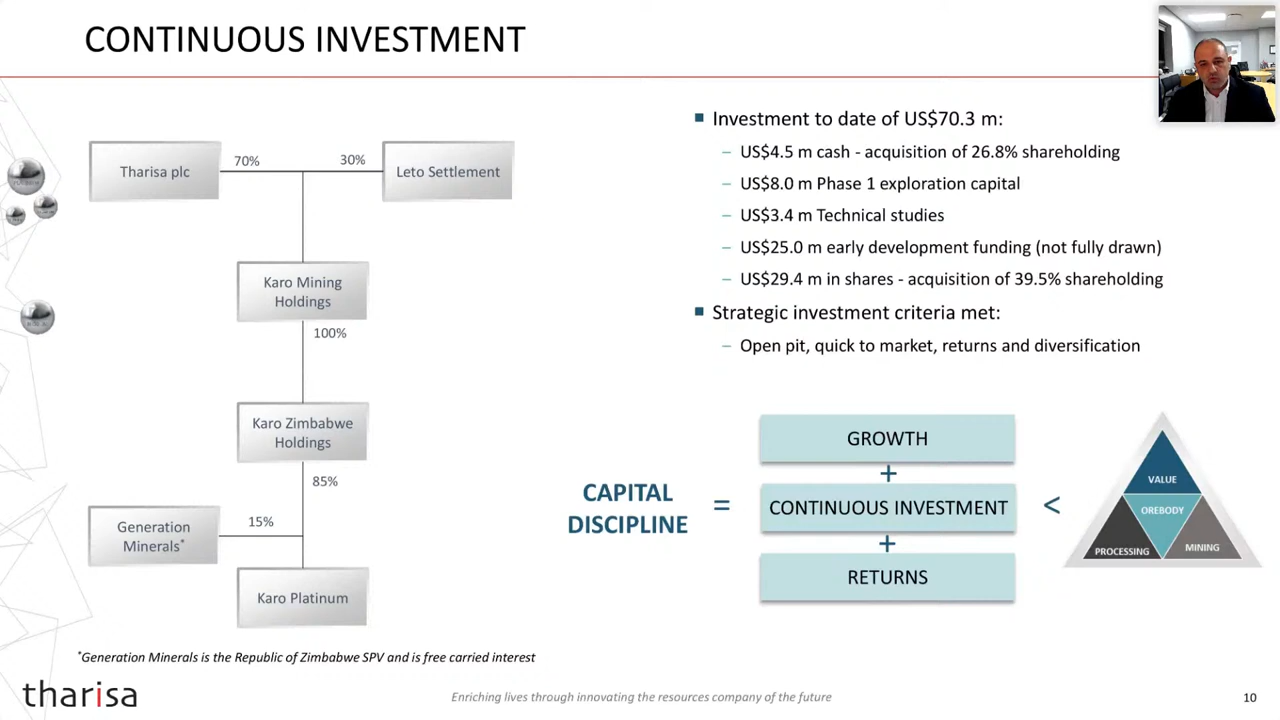 CONTINUOUS INVESTMENT
Tharisa plc
70%
30%
Leto Settlement
Karo Mining
Holdings
100%
Karo Zimbabwe
Holdings
85%
Generation
Minerals*
15%
Karo Platinum
*Generation Minerals is the Republic of Zimbabwe SPV and is free carried interest
■ Investment to date of US$70.3 m:
– US$4.5 m cash - acquisition of 26.8% shareholding
– US$8.0 m Phase 1 exploration capital
– US$3.4 m Technical studies
– US$25.0 m early development funding (not fully drawn)
– US$29.4 m in shares - acquisition of 39.5% shareholding
■ Strategic investment criteria met:
– Open pit, quick to market, returns and diversification
CAPITAL
DISCIPLINE
=
GROWTH
+
CONTINUOUS INVESTMENT
+
RETURNS
<
VALUE
OREBODY
PROCESSING
MINING
tharisa
Enriching lives through innovating the resources company of the future
10